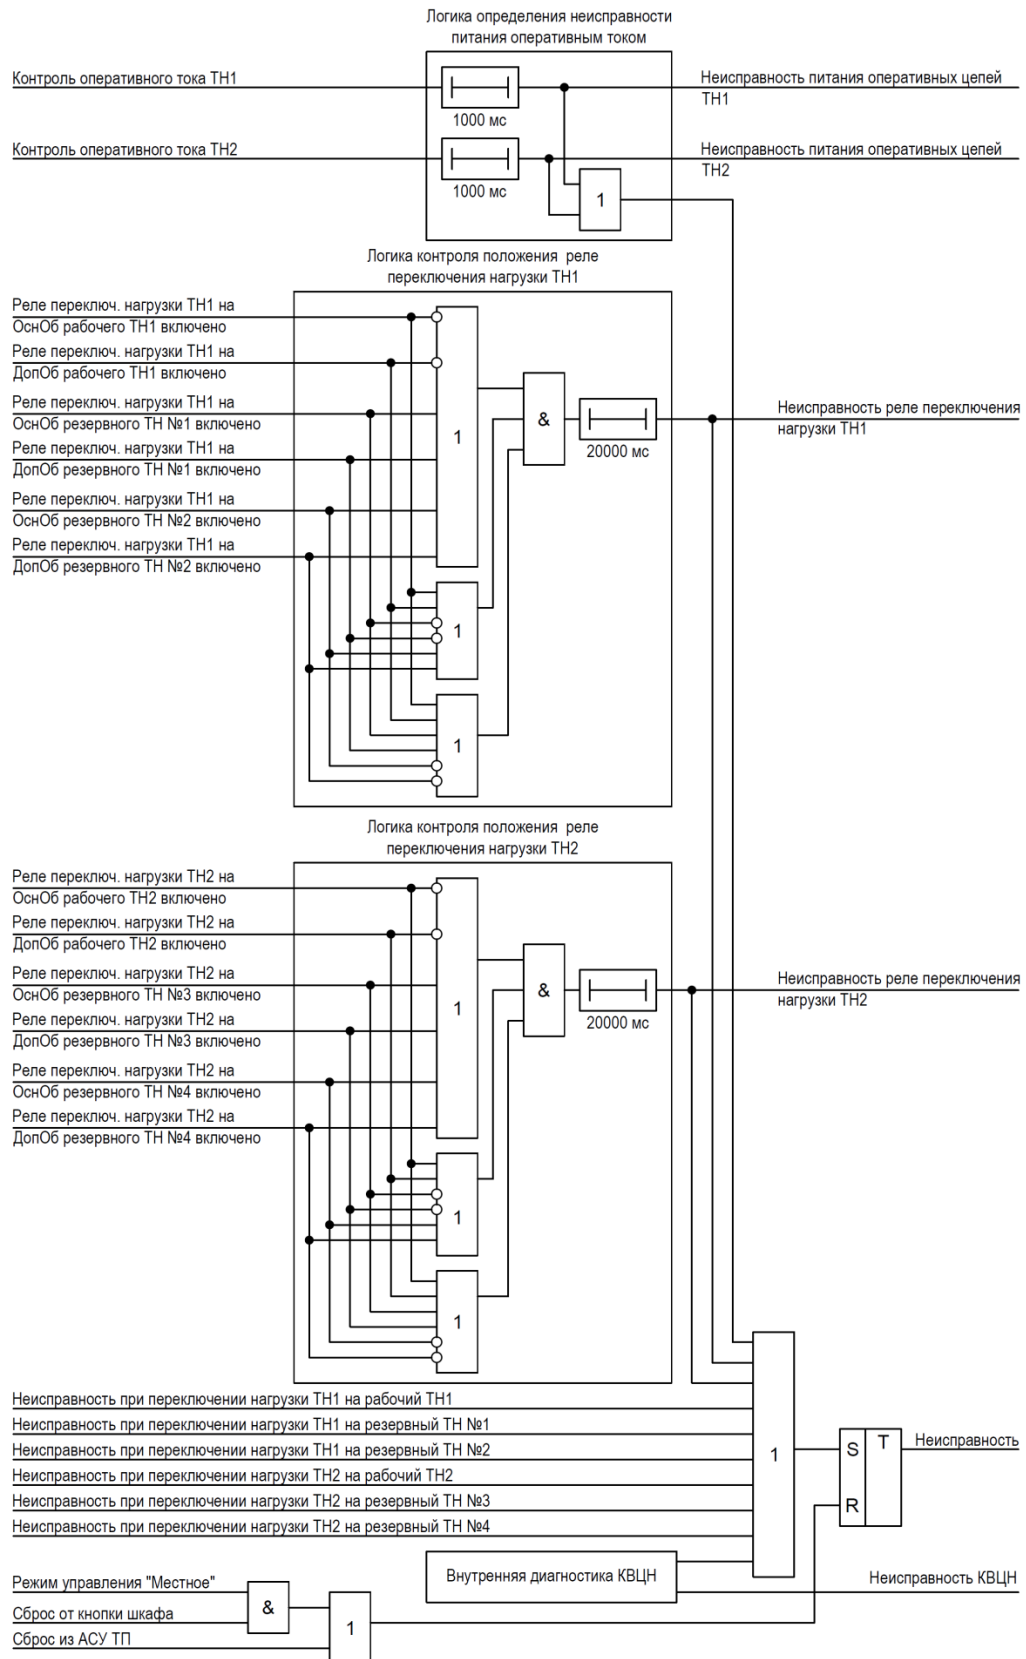 Логика определения неисправности
питания оперативным током
Контроль оперативного тока ТН1
1000 мс
Неисправность питания оперативных цепей
ТН1
Контроль оперативного тока ТН2
1000 мс
Неисправность питания оперативных цепей
ТН2
1
Логика контроля положения реле
переключения нагрузки ТН1
Реле переключ. нагрузки ТН1 на
ОснОб рабочего ТН1 включено
Реле переключ. нагрузки ТН1 на
ДопОб рабочего ТН1 включено
Реле переключ. нагрузки ТН1 на
ОснОб резервного ТН №1 включено
Реле переключ. нагрузки ТН1 на
ДопОб резервного ТН №1 включено
Реле переключ. нагрузки ТН1 на
ОснОб резервного ТН №2 включено
Реле переключ. нагрузки ТН1 на
ДопОб резервного ТН №2 включено
1
&
20000 мс
Неисправность реле переключения
нагрузки ТН1
1
1
Логика контроля положения реле
переключения нагрузки ТН2
Реле переключ. нагрузки ТН2 на
ОснОб рабочего ТН2 включено
Реле переключ. нагрузки ТН2 на
ДопОб рабочего ТН2 включено
Реле переключ. нагрузки ТН2 на
ОснОб резервного ТН №3 включено
Реле переключ. нагрузки ТН2 на
ДопОб резервного ТН №3 включено
Реле переключ. нагрузки ТН2 на
ОснОб резервного ТН №4 включено
Реле переключ. нагрузки ТН2 на
ДопОб резервного ТН №4 включено
1
&
20000 мс
Неисправность реле переключения
нагрузки ТН2
1
1
Неисправность при переключении нагрузки ТН1 на рабочий ТН1
Неисправность при переключении нагрузки ТН1 на резервный ТН №1
Неисправность при переключении нагрузки ТН1 на резервный ТН №2
Неисправность при переключении нагрузки ТН2 на рабочий ТН2
Неисправность при переключении нагрузки ТН2 на резервный ТН №3
Неисправность при переключении нагрузки ТН2 на резервный ТН №4
1
S T
R
Неисправность
Внутренняя диагностика КВЦН
Неисправность КВЦН
Режим управления "Местное"
Сброс от кнопки шкафа
Сброс из АСУ ТП
&
1